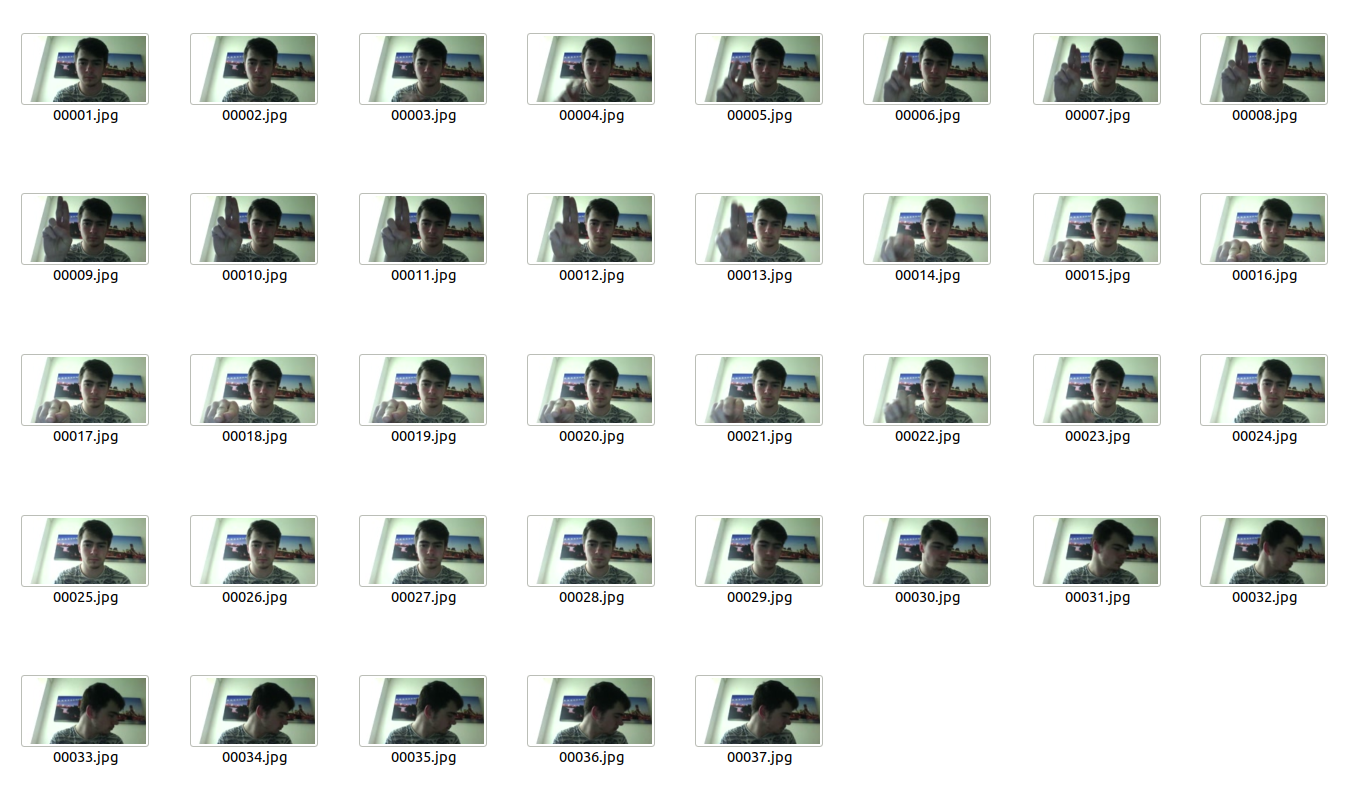 00001.jpg 00002.jpg 00003.jpg 00004.jpg 00005.jpg 00006.jpg 00007.jpg 00008.jpg
00009.jpg 00010.jpg 00011.jpg 00012.jpg 00013.jpg 00014.jpg 00015.jpg 00016.jpg
00017.jpg 00018.jpg 00019.jpg 00020.jpg 00021.jpg 00022.jpg 00023.jpg 00024.jpg
00025.jpg 00026.jpg 00027.jpg 00028.jpg 00029.jpg 00030.jpg 00031.jpg 00032.jpg
00033.jpg 00034.jpg 00035.jpg 00036.jpg 00037.jpg